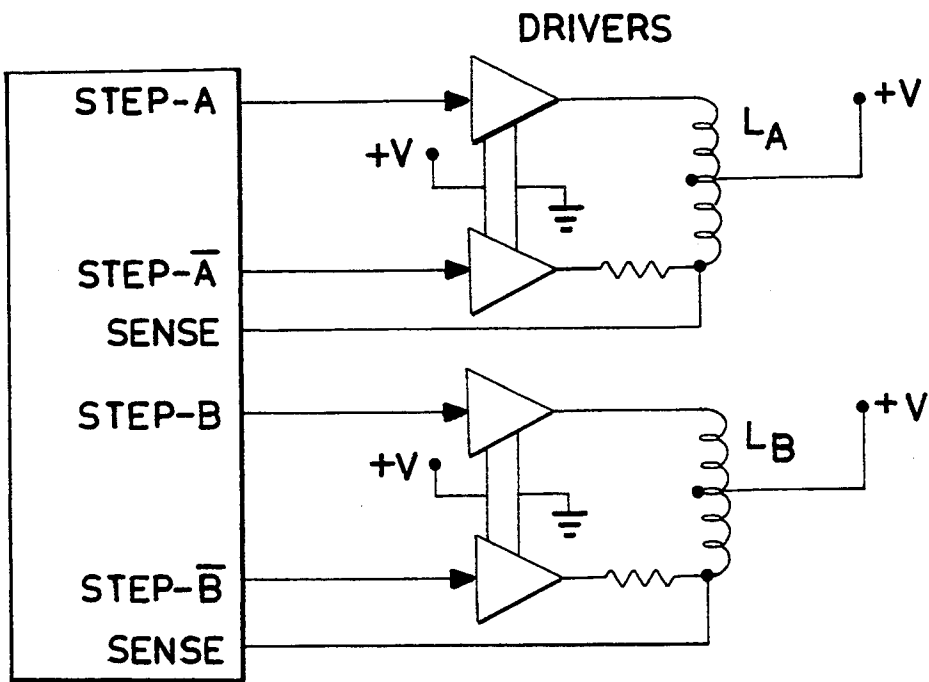 DRIVERS
STEP-A
+V
L_A
+V
STEP-A̅
SENSE
STEP-B
+V
L_B
+V
STEP-B̅
SENSE